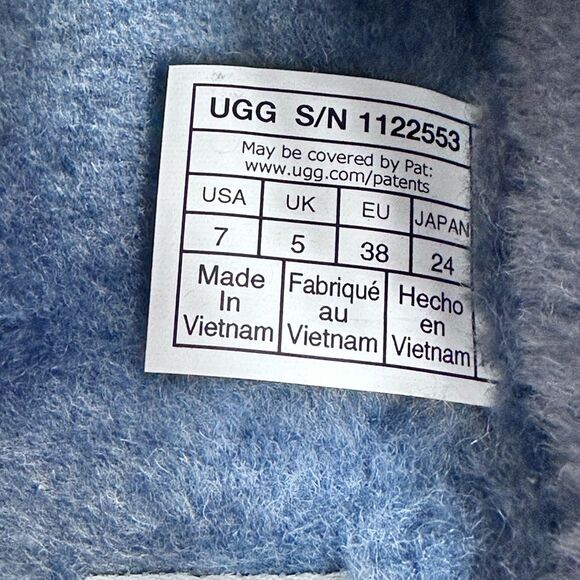 UGG S/N 1122553
May be covered by Pat:
www.ugg.com/patents
USA UK EU JAPAN
7 5 38 24
Made In Vietnam
Fabriqué au Vietnam
Hecho en Vietnam